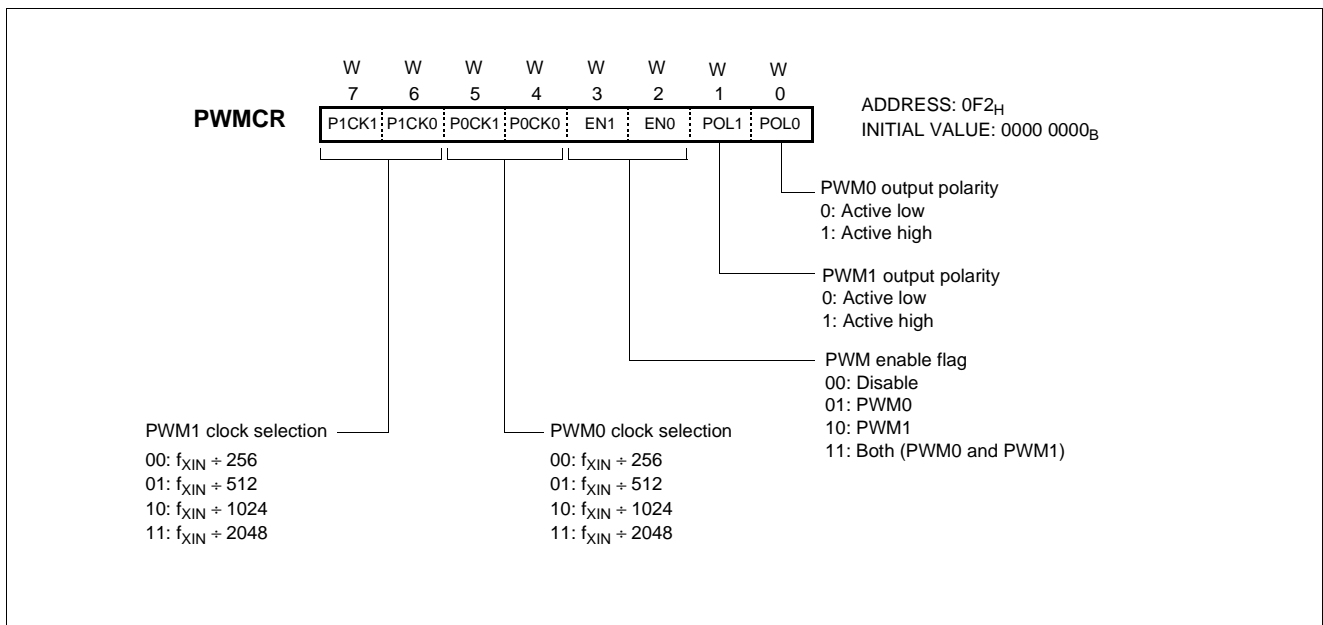 W W W W W W W W
7 6 5 4 3 2 1 0
PWMCR P1CK1 P1CK0 P0CK1 P0CK0 EN1 EN0 POL1 POL0
ADDRESS: 0F2H
INITIAL VALUE: 0000 0000B
PWM0 output polarity
0: Active low
1: Active high
PWM1 output polarity
0: Active low
1: Active high
PWM enable flag
00: Disable
01: PWM0
10: PWM1
11: Both (PWM0 and PWM1)
PWM1 clock selection
00: fXIN ÷ 256
01: fXIN ÷ 512
10: fXIN ÷ 1024
11: fXIN ÷ 2048
PWM0 clock selection
00: fXIN ÷ 256
01: fXIN ÷ 512
10: fXIN ÷ 1024
11: fXIN ÷ 2048